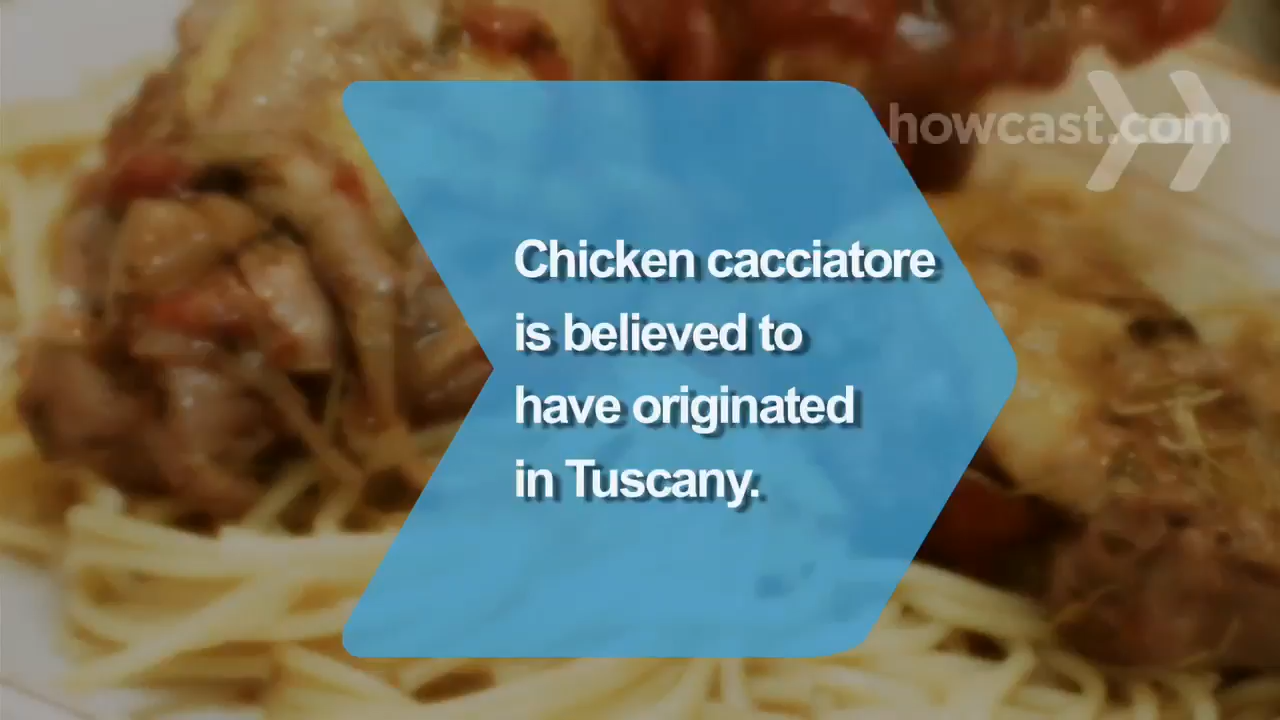 howcast.com
Chicken cacciatore
is believed to
have originated
in Tuscany.